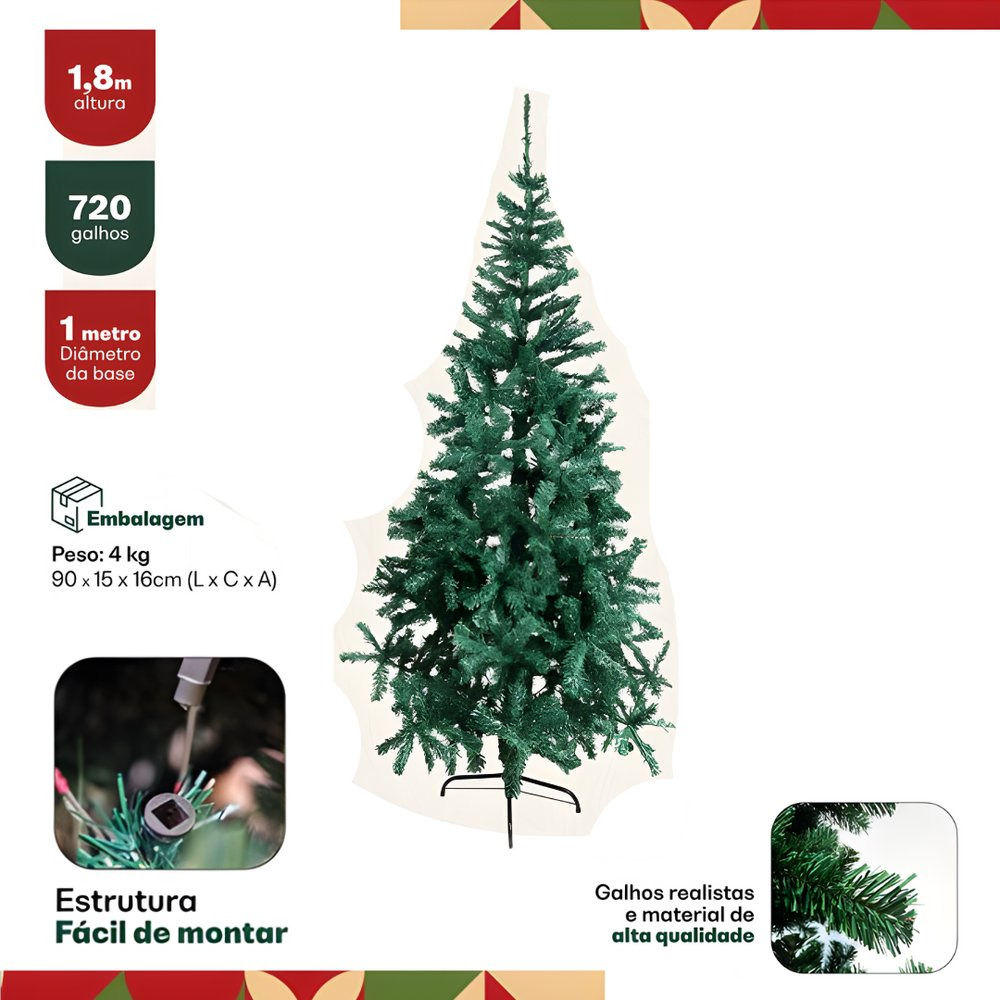 1,8m
altura
720
galhos
1 metro
Diâmetro
da base
Embalagem
Peso: 4 kg
90 x 15 x 16cm (L x C x A)
Estrutura
Fácil de montar
Galhos realistas
e material de
alta qualidade